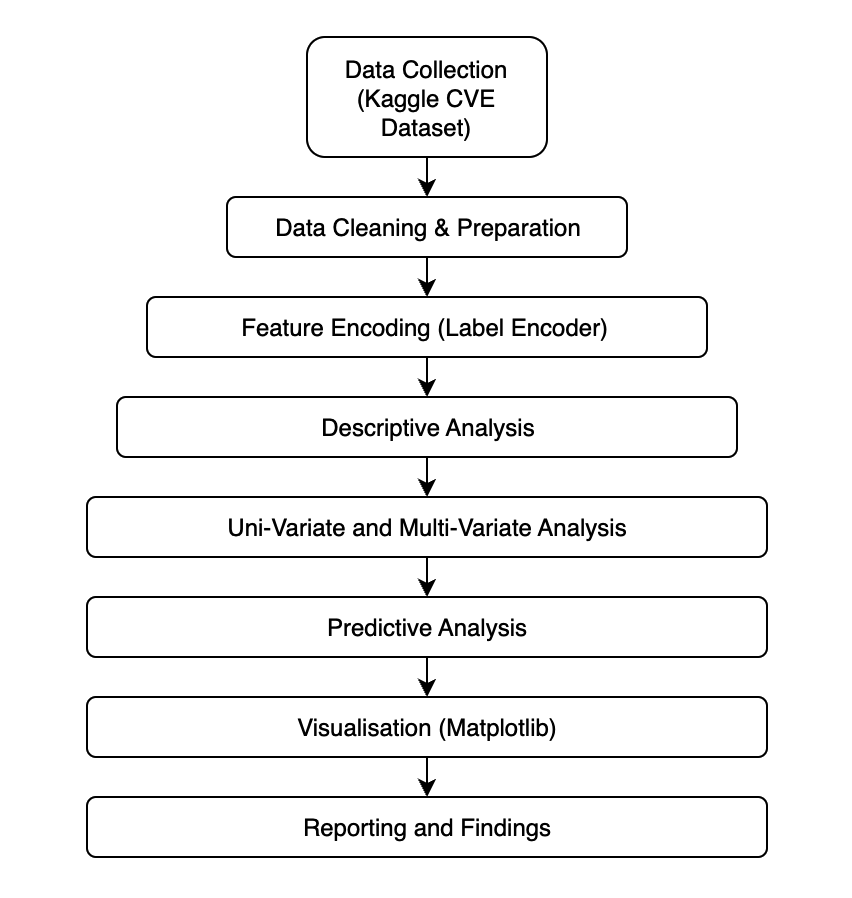 Data Collection
(Kaggle CVE
Dataset)
Data Cleaning & Preparation
Feature Encoding (Label Encoder)
Descriptive Analysis
Uni-Variate and Multi-Variate Analysis
Predictive Analysis
Visualisation (Matplotlib)
Reporting and Findings